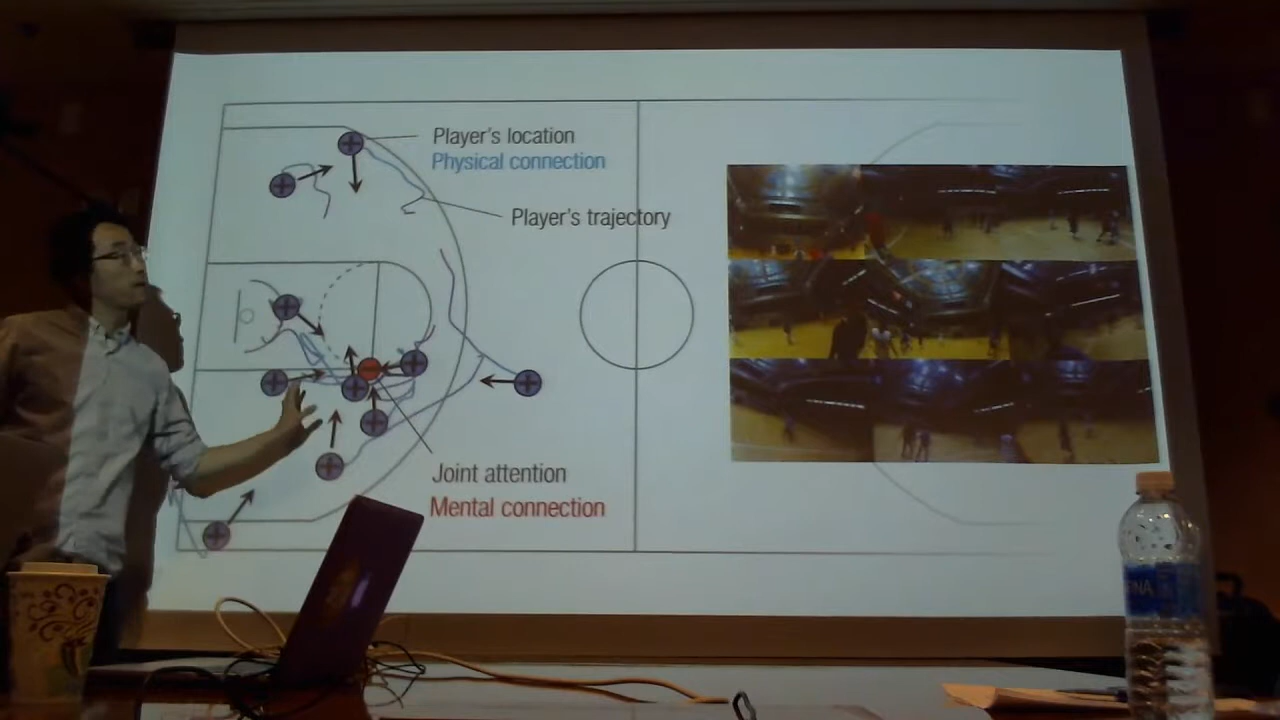 Player's location
Physical connection
Player's trajectory
Joint attention
Mental connection